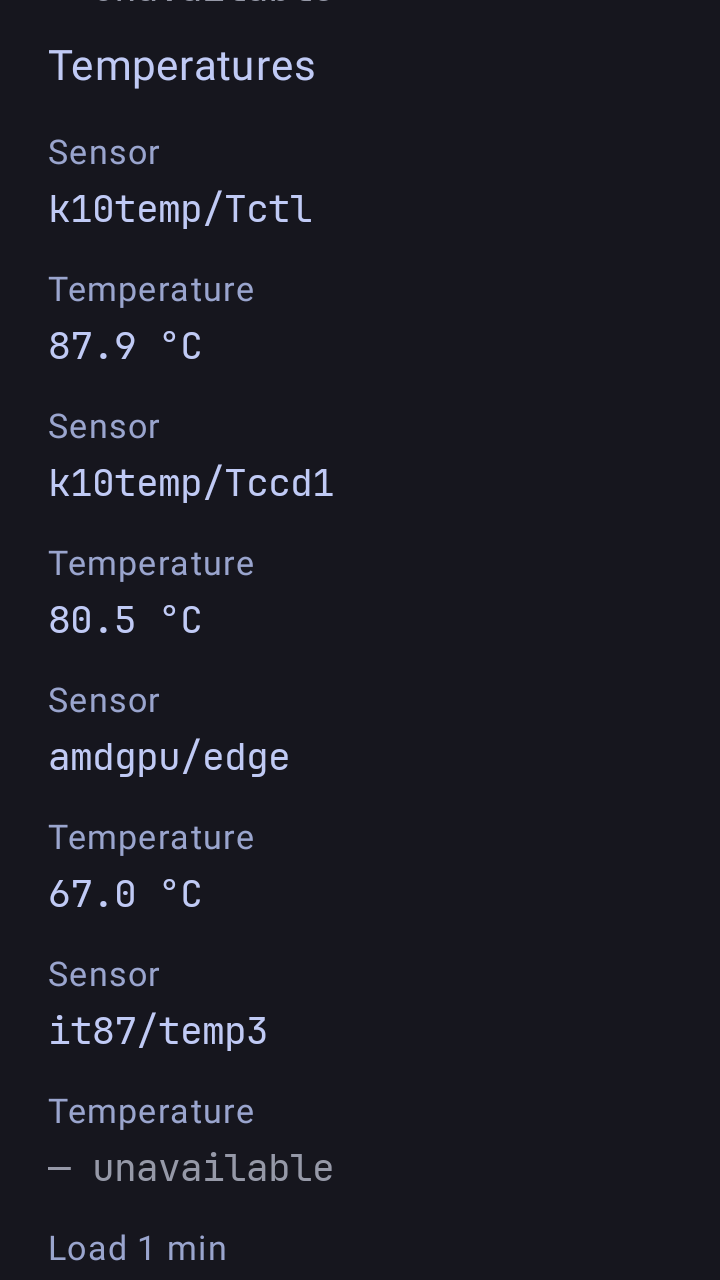 Temperatures
Sensor
k10temp/Tctl
Temperature
87.9 °C
Sensor
k10temp/Tccd1
Temperature
80.5 °C
Sensor
amdgpu/edge
Temperature
67.0 °C
Sensor
it87/temp3
Temperature
— unavailable
Load 1 min